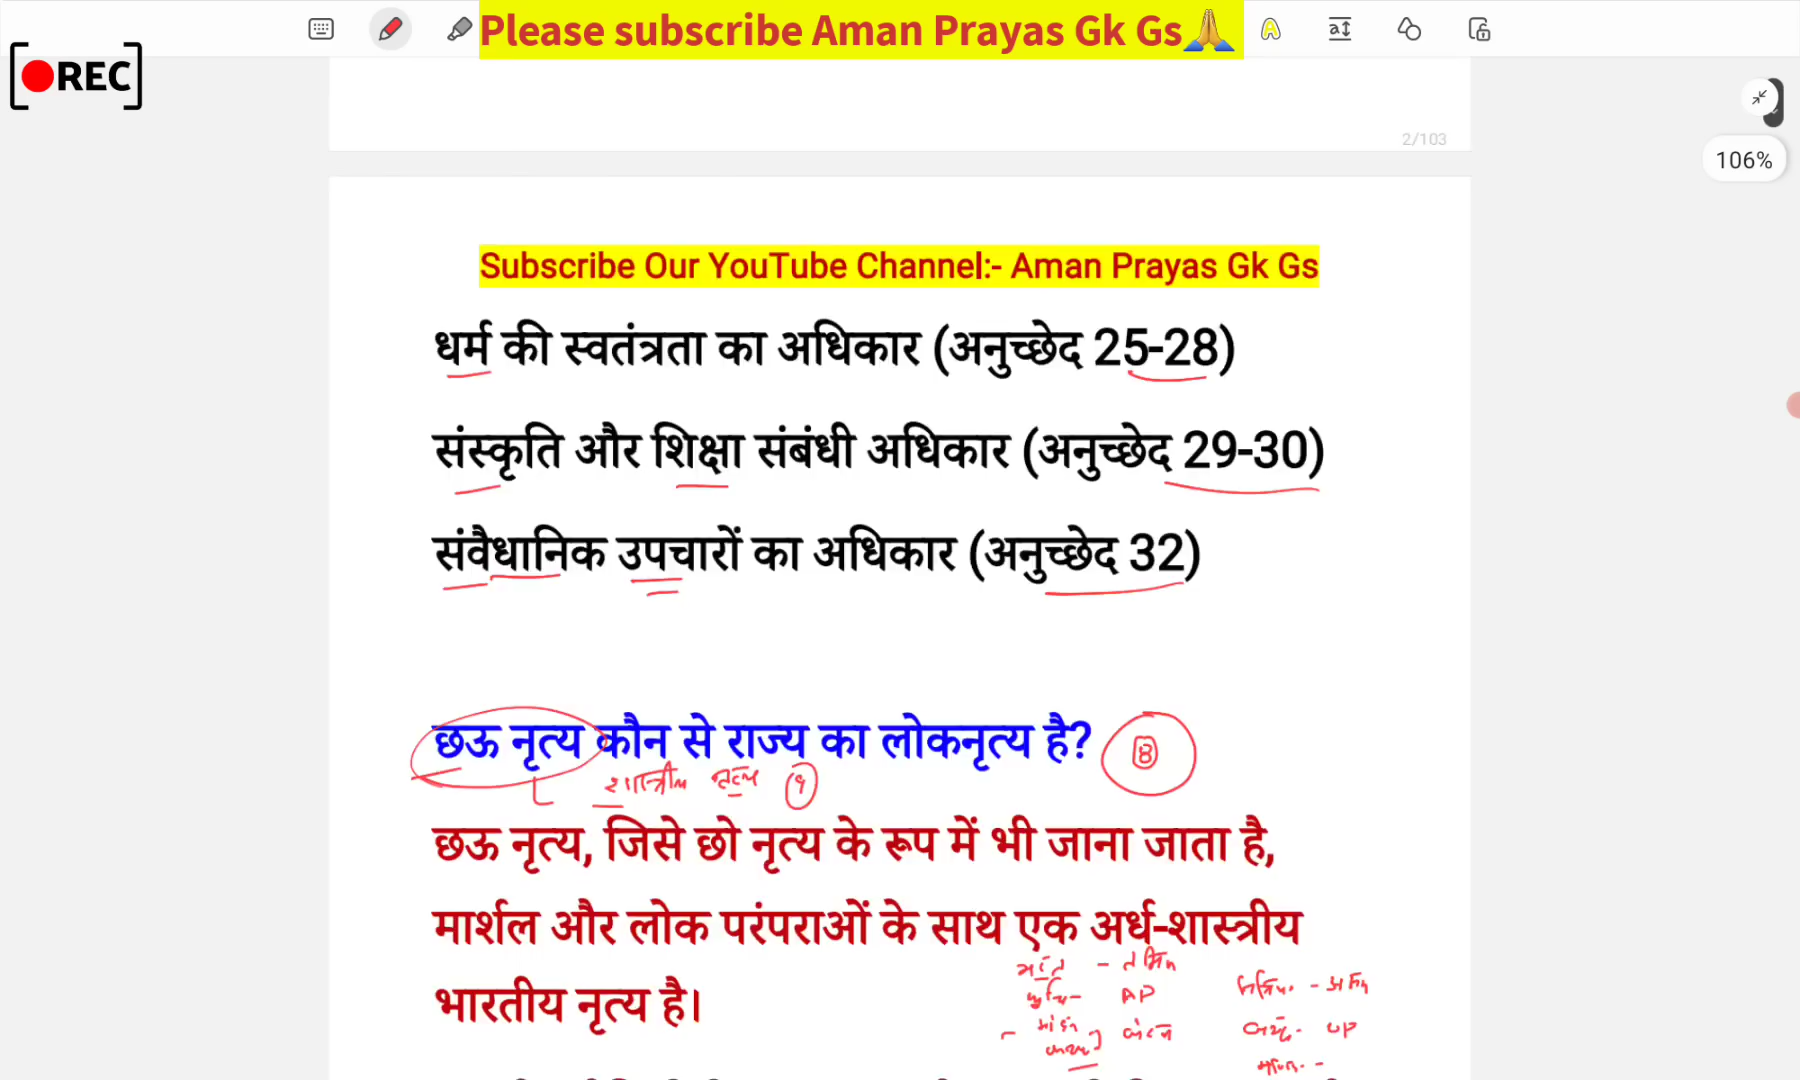 Please subscribe Aman Prayas Gk Gs🙏
REC
2/103
106%
Subscribe Our YouTube Channel:- Aman Prayas Gk Gs
धर्म की स्वतंत्रता का अधिकार (अनुच्छेद 25-28)
संस्कृति और शिक्षा संबंधी अधिकार (अनुच्छेद 29-30)
संवैधानिक उपचारों का अधिकार (अनुच्छेद 32)
छऊ नृत्य कौन से राज्य का लोकनृत्य है? 8
शास्त्रीय नृत्य
छऊ नृत्य, जिसे छो नृत्य के रूप में भी जाना जाता है,
मार्शल और लोक परंपराओं के साथ एक अर्ध-शास्त्रीय
भारतीय नृत्य है।
AP
UP